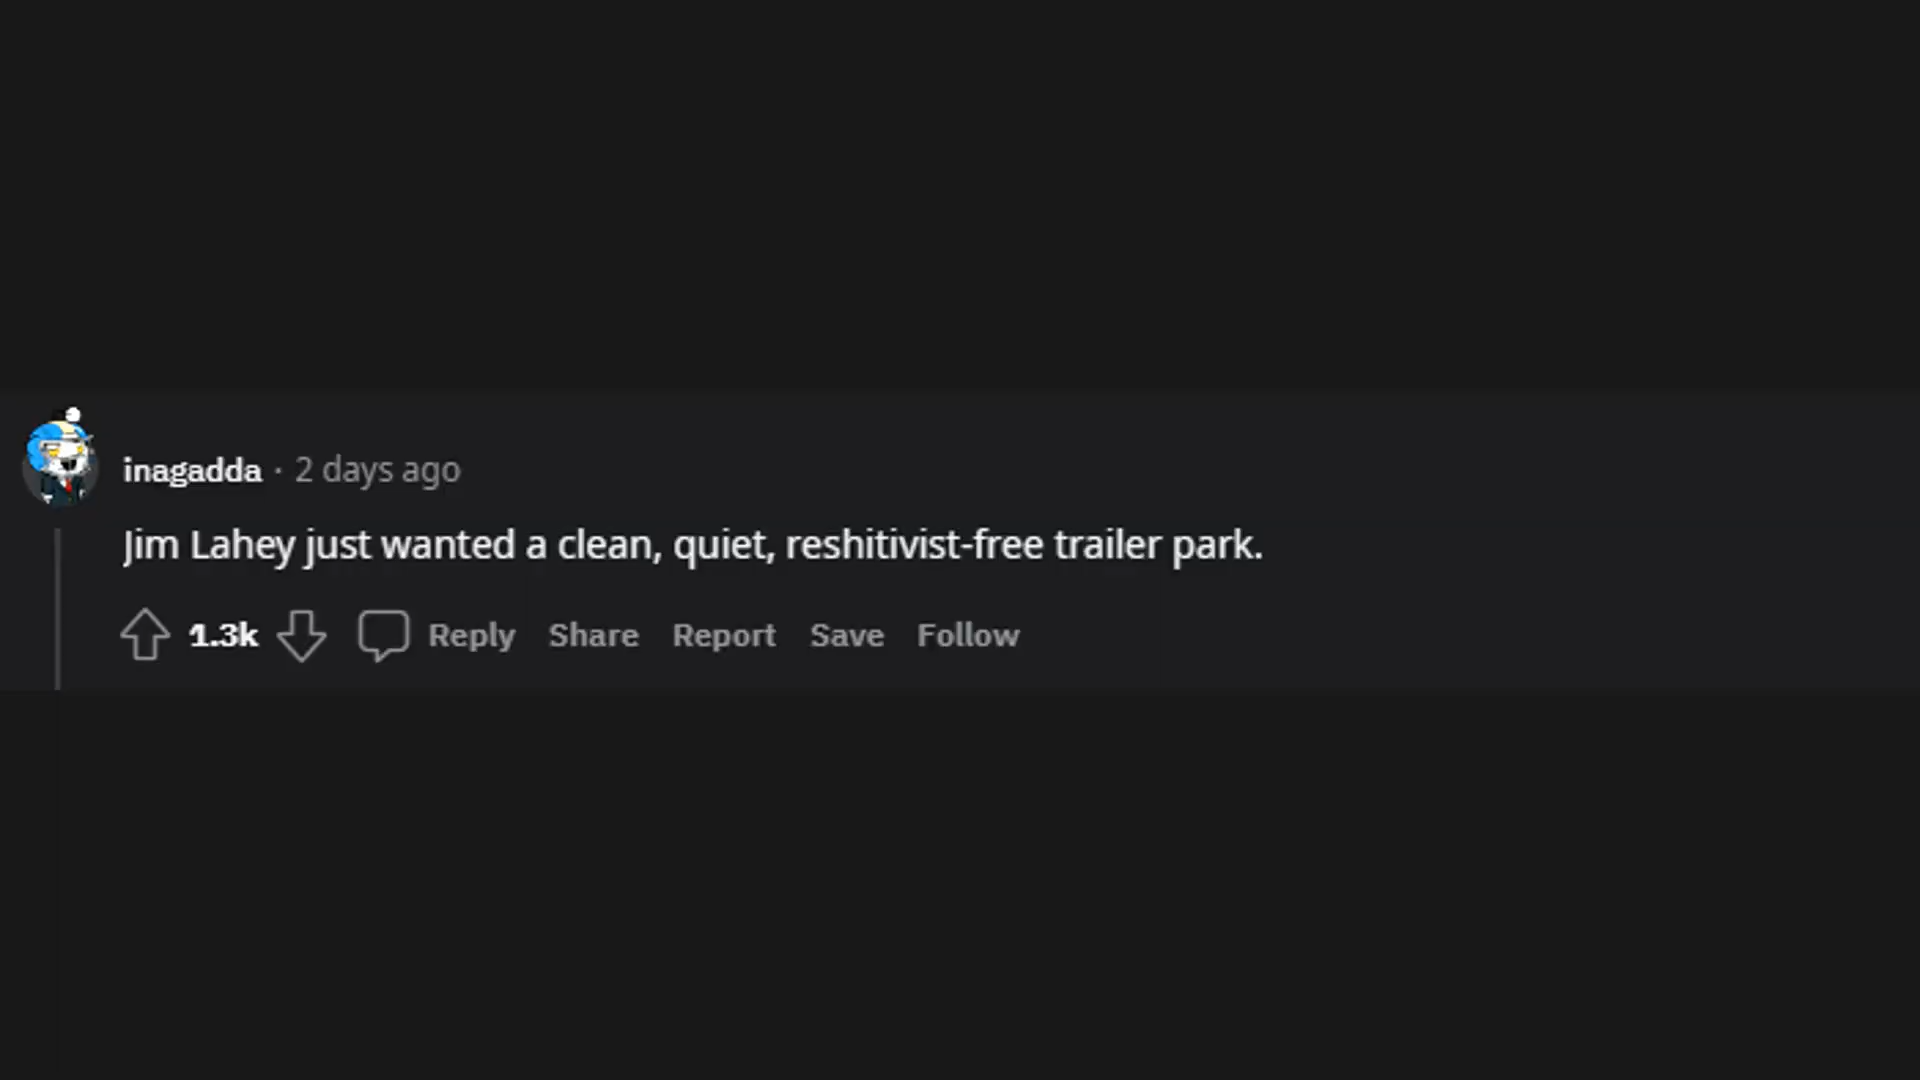 inagadda · 2 days ago
Jim Lahey just wanted a clean, quiet, reshitivist-free trailer park.
1.3k Reply Share Report Save Follow